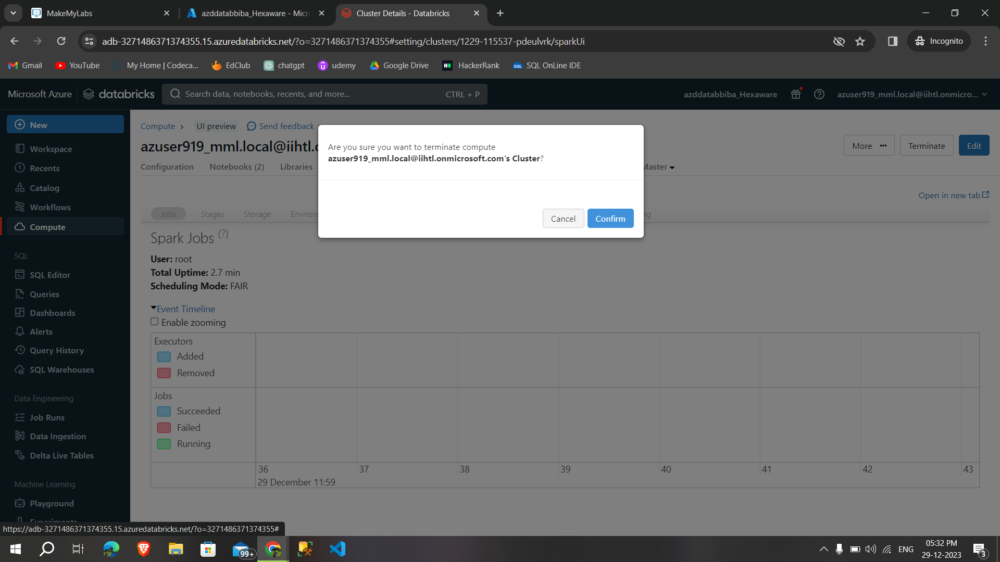 MakeMyLabs
azddatabbiba_Hexaware - Micr
Cluster Details - Databricks
adb-3271486371374355.15.azuredatabricks.net/?o=3271486371374355#setting/clusters/1229-115537-pdeulvrk/sparkUi
Incognito
Gmail
YouTube
My Home | Codeca...
EdClub
chatgpt
udemy
Google Drive
HackerRank
SQL OnLine IDE
Microsoft Azure
databricks
Search data, notebooks, recents, and more...
CTRL + P
azddatabbiba_Hexaware
azuser919_mml.local@iihtl.onmicro...
New
Workspace
Recents
Catalog
Workflows
Compute
SQL
SQL Editor
Queries
Dashboards
Alerts
Query History
SQL Warehouses
Data Engineering
Job Runs
Data Ingestion
Delta Live Tables
Machine Learning
Playground
Experiments
Compute
UI preview
Send feedback
azuser919_mml.local@iihtl.
More
Terminate
Edit
Configuration
Notebooks (2)
Libraries
Master
Are you sure you want to terminate compute
azuser919_mml.local@iihtl.onmicrosoft.com's Cluster?
Cancel
Confirm
Open in new tab
Jobs
Stages
Storage
Environ
ng
Spark Jobs (?)
User: root
Total Uptime: 2.7 min
Scheduling Mode: FAIR
Event Timeline
Enable zooming
Executors
Added
Removed
Jobs
Succeeded
Failed
Running
36 37 38 39 40 41 42 43
29 December 11:59
https://adb-3271486371374355.15.azuredatabricks.net/?o=3271486371374355#
99+
ENG
05:32 PM
29-12-2023
3